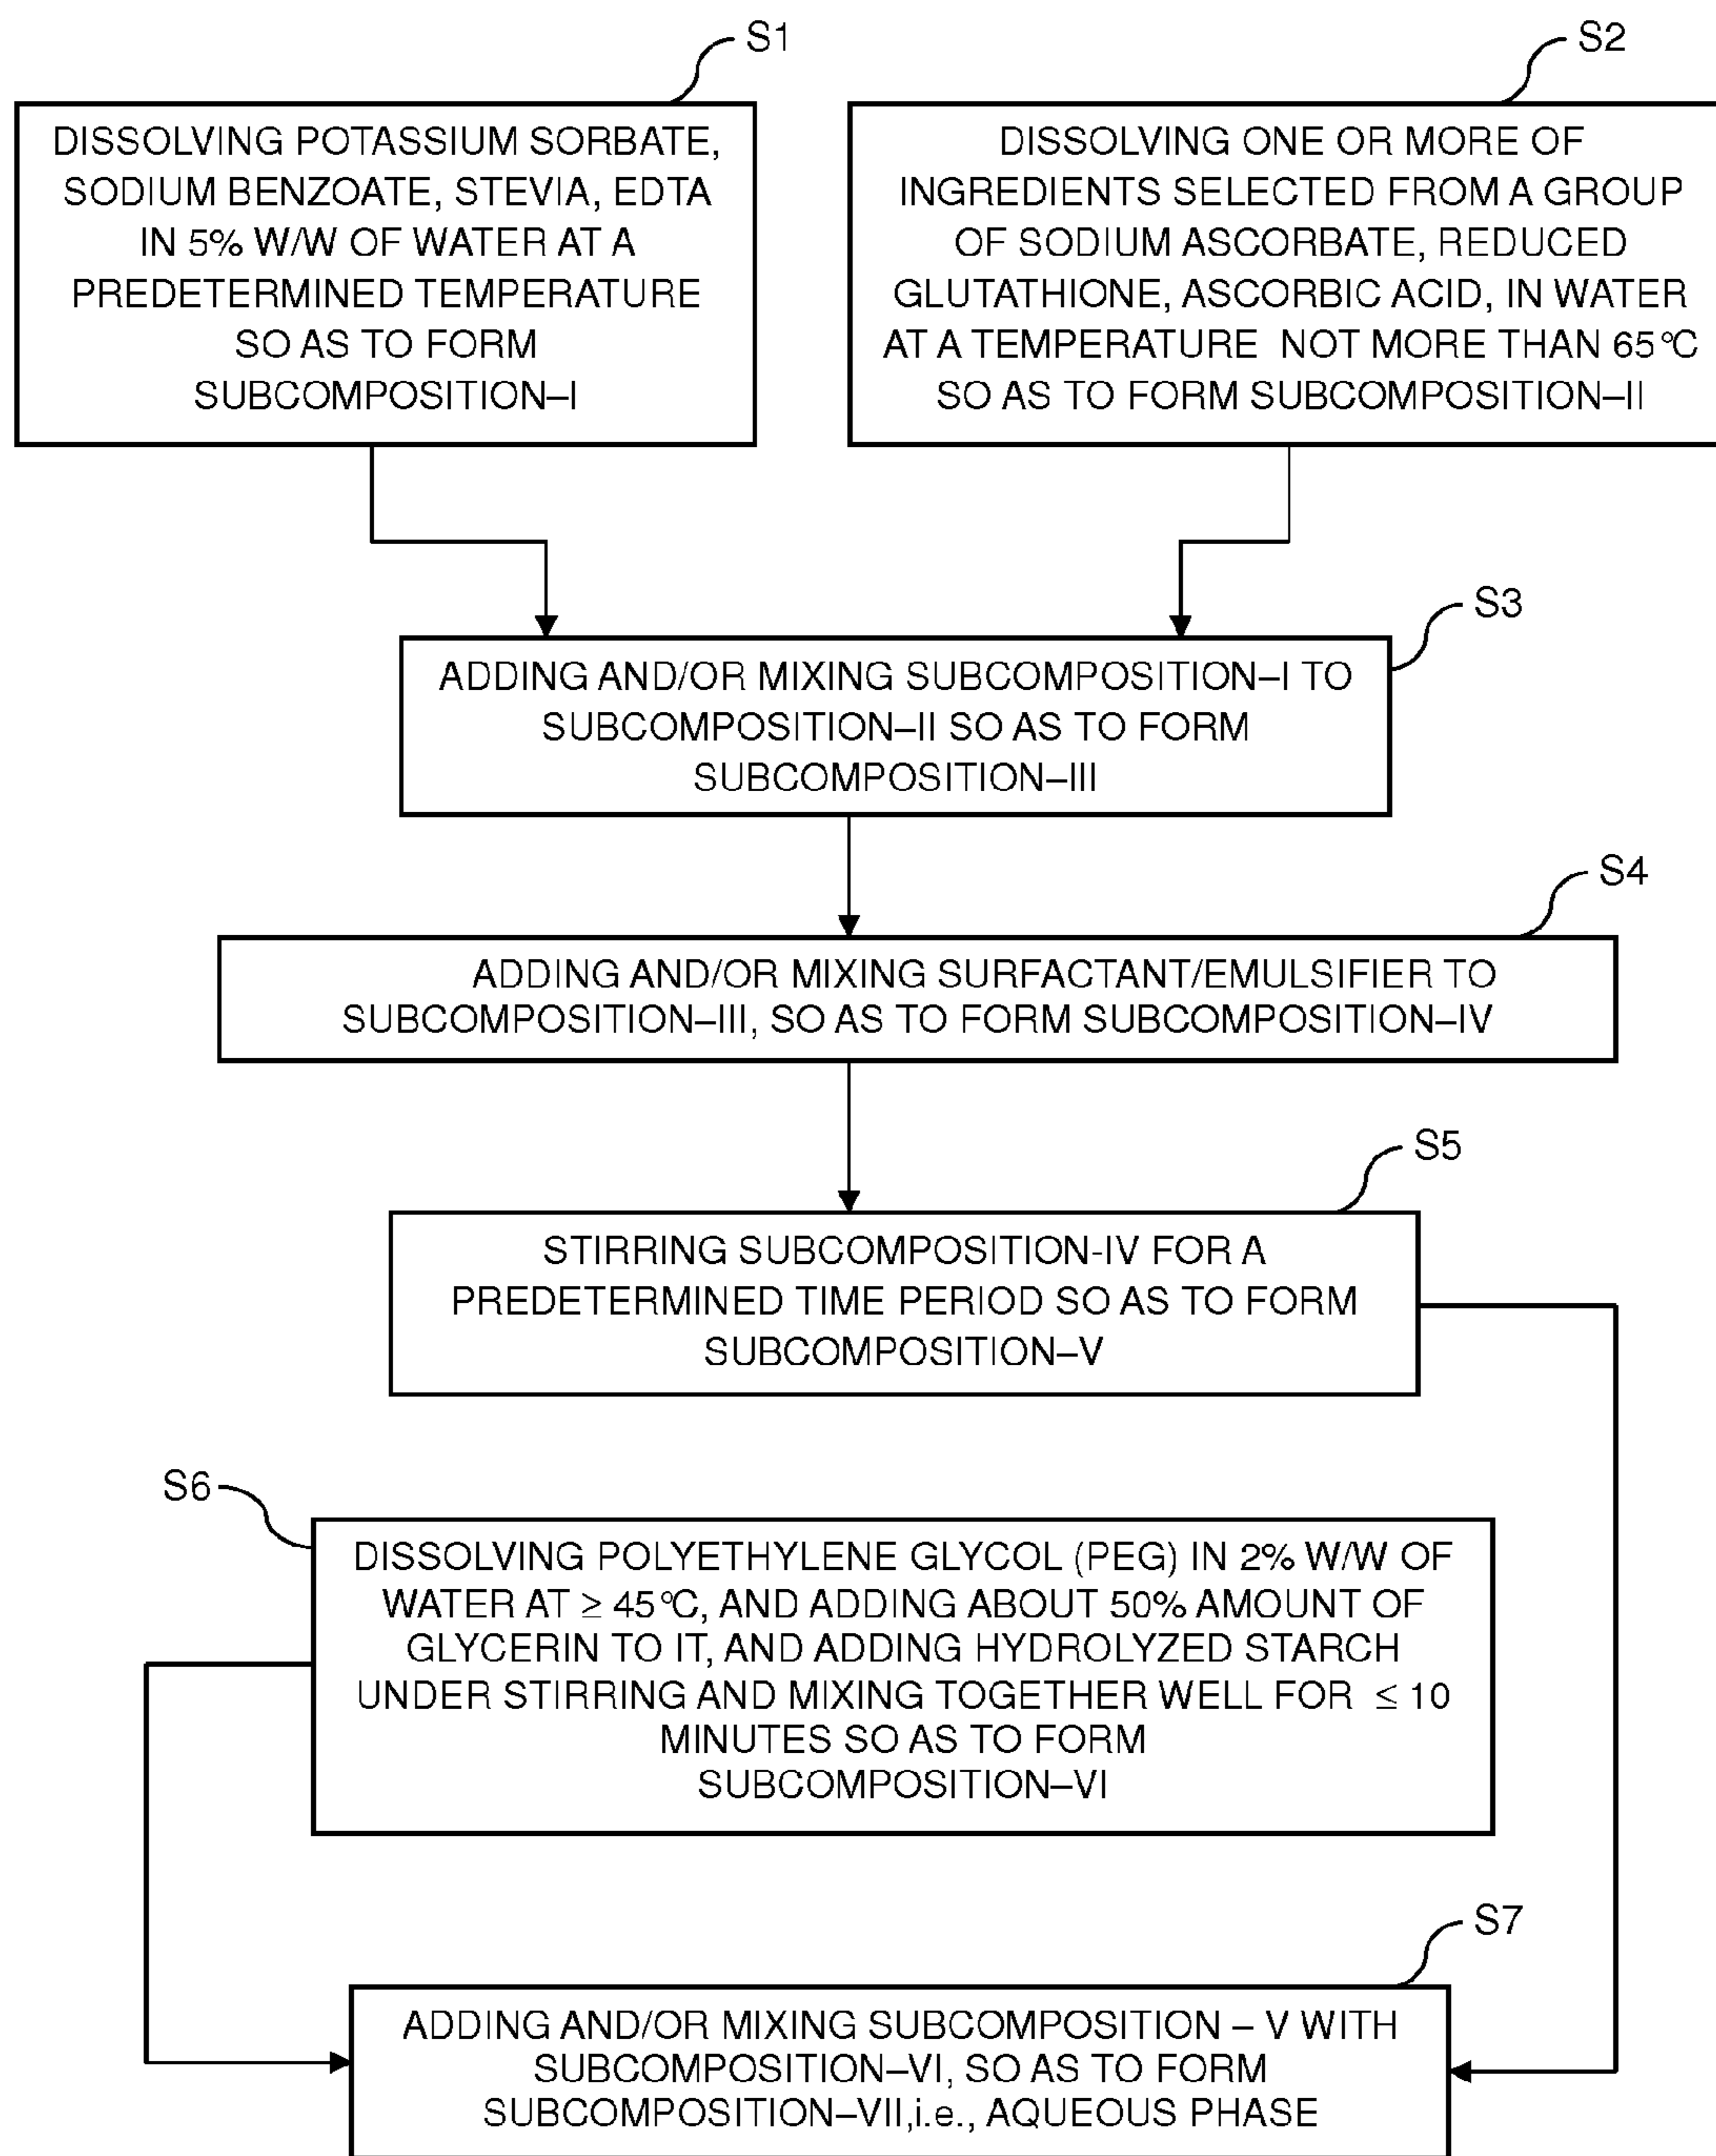 S1
DISSOLVING POTASSIUM SORBATE,
SODIUM BENZOATE, STEVIA, EDTA
IN 5% W/W OF WATER AT A
PREDETERMINED TEMPERATURE
SO AS TO FORM
SUBCOMPOSITION–I
S2
DISSOLVING ONE OR MORE OF
INGREDIENTS SELECTED FROM A GROUP
OF SODIUM ASCORBATE, REDUCED
GLUTATHIONE, ASCORBIC ACID, IN WATER
AT A TEMPERATURE NOT MORE THAN 65°C
SO AS TO FORM SUBCOMPOSITION–II
S3
ADDING AND/OR MIXING SUBCOMPOSITION–I TO
SUBCOMPOSITION–II SO AS TO FORM
SUBCOMPOSITION–III
S4
ADDING AND/OR MIXING SURFACTANT/EMULSIFIER TO
SUBCOMPOSITION–III, SO AS TO FORM SUBCOMPOSITION–IV
S5
STIRRING SUBCOMPOSITION-IV FOR A
PREDETERMINED TIME PERIOD SO AS TO FORM
SUBCOMPOSITION–V
S6
DISSOLVING POLYETHYLENE GLYCOL (PEG) IN 2% W/W OF
WATER AT ≥ 45°C, AND ADDING ABOUT 50% AMOUNT OF
GLYCERIN TO IT, AND ADDING HYDROLYZED STARCH
UNDER STIRRING AND MIXING TOGETHER WELL FOR ≤ 10
MINUTES SO AS TO FORM
SUBCOMPOSITION–VI
S7
ADDING AND/OR MIXING SUBCOMPOSITION – V WITH
SUBCOMPOSITION–VI, SO AS TO FORM
SUBCOMPOSITION–VII,i.e., AQUEOUS PHASE